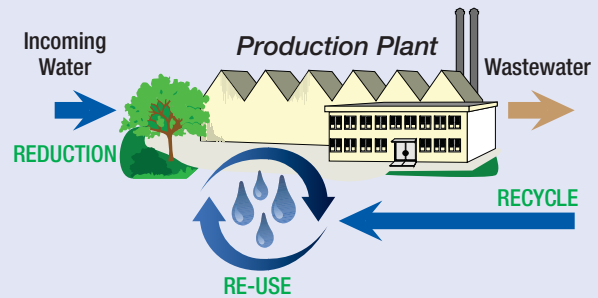 Incoming
Water
Production Plant
Wastewater
REDUCTION
RECYCLE
RE-USE